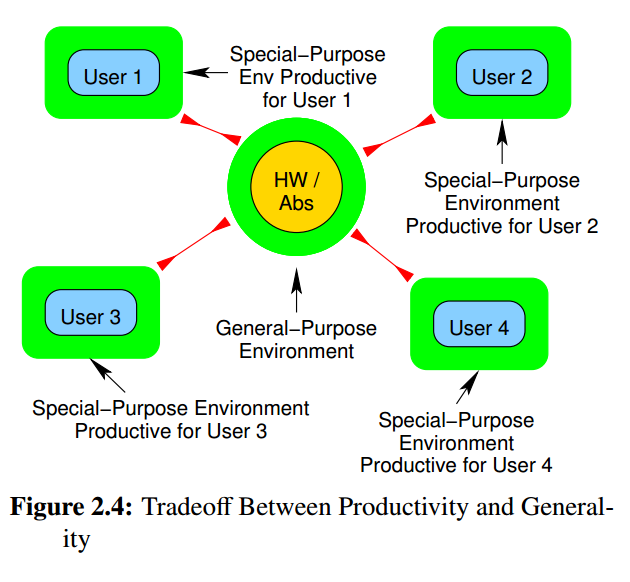 User 1
Special−Purpose
Env Productive
for User 1
User 2
HW /
Abs
Special−Purpose
Environment
Productive for User 2
User 3
General−Purpose
Environment
User 4
Special−Purpose Environment
Productive for User 3
Special−Purpose
Environment
Productive for User 4
Figure 2.4: Tradeoff Between Productivity and General-
ity